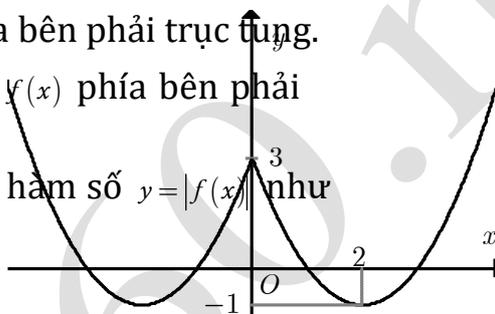 a bên phải trục tung.
y
f(x) phía bên phải
3
hàm số y=|f(x)| như
x
2
O
−1